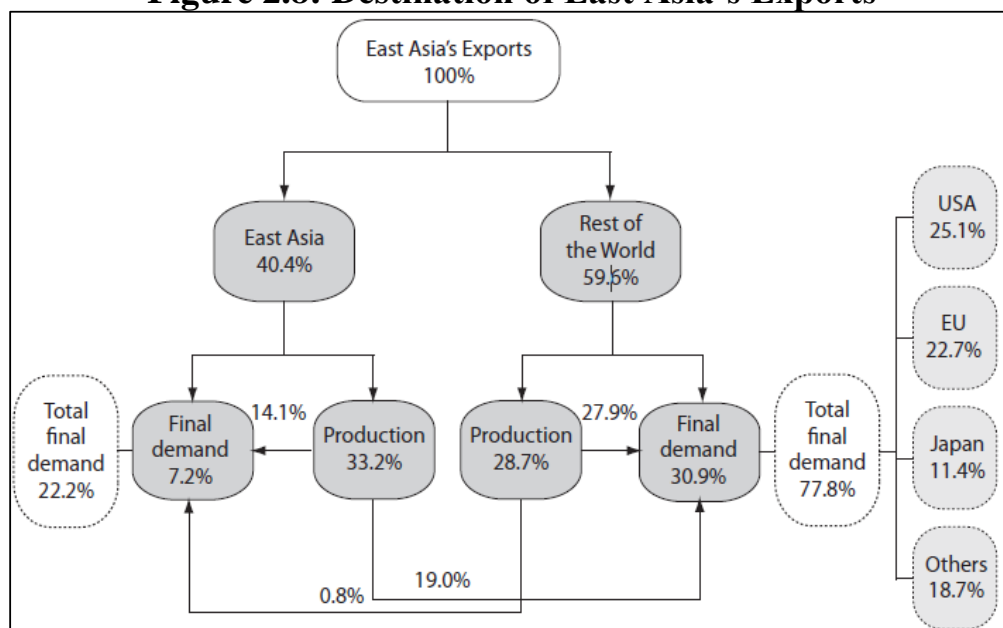 Figure 2.8: Destination of East Asia's Exports
East Asia's Exports
100%
East Asia
40.4%
Rest of
the World
59.6%
USA
25.1%
EU
22.7%
Japan
11.4%
Others
18.7%
Total
final
demand
22.2%
Final
demand
7.2%
14.1%
Production
33.2%
Production
28.7%
27.9%
Final
demand
30.9%
Total
final
demand
77.8%
19.0%
0.8%